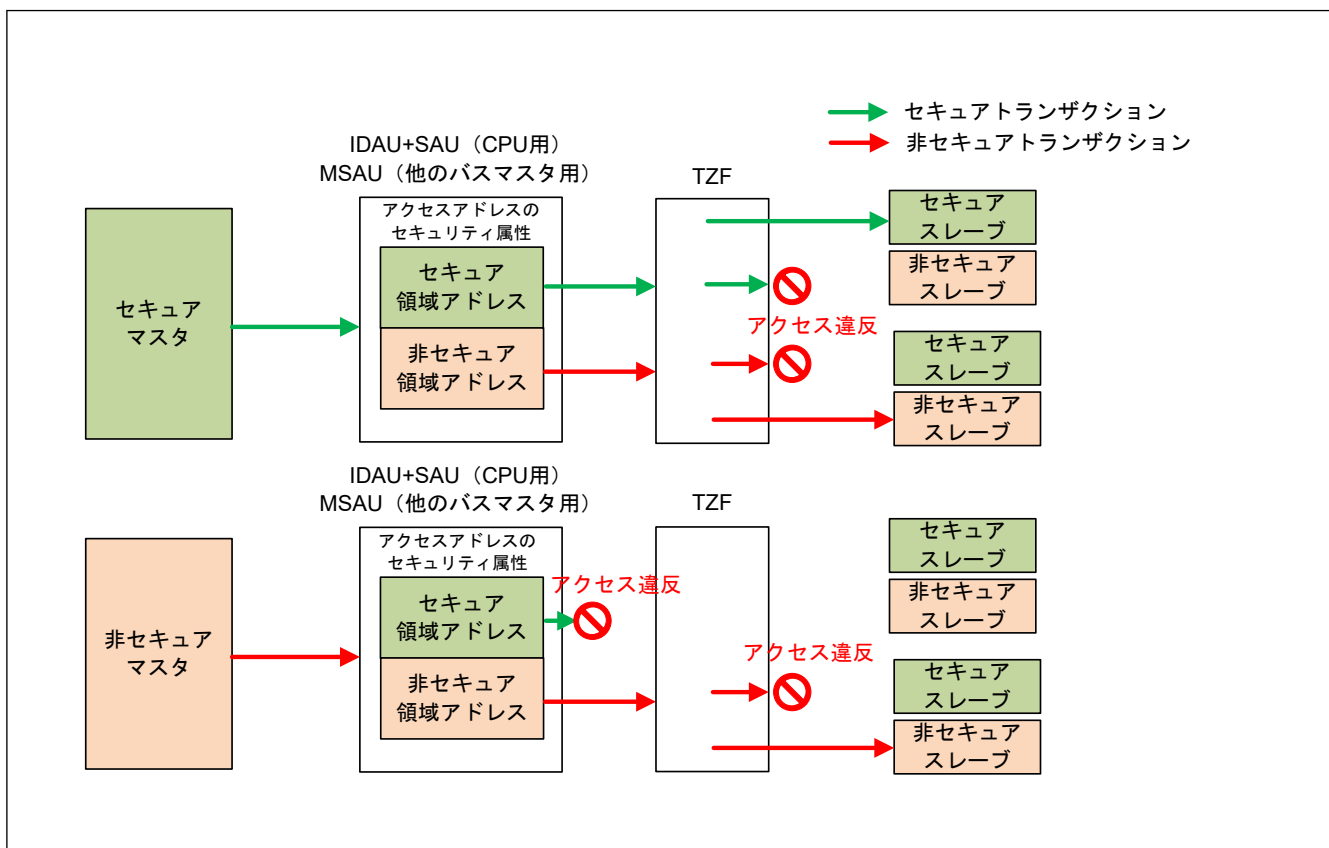 セキュアトランザクション
非セキュアトランザクション
IDAU+SAU（CPU用）
MSAU（他のバスマスタ用）
TZF
アクセスアドレスの
セキュリティ属性
セキュア
領域アドレス
非セキュア
領域アドレス
セキュア
マスタ
アクセス違反
セキュア
スレーブ
非セキュア
スレーブ
セキュア
スレーブ
非セキュア
スレーブ
IDAU+SAU（CPU用）
MSAU（他のバスマスタ用）
TZF
アクセスアドレスの
セキュリティ属性
セキュア
領域アドレス
非セキュア
領域アドレス
非セキュア
マスタ
アクセス違反
アクセス違反
セキュア
スレーブ
非セキュア
スレーブ
セキュア
スレーブ
非セキュア
スレーブ